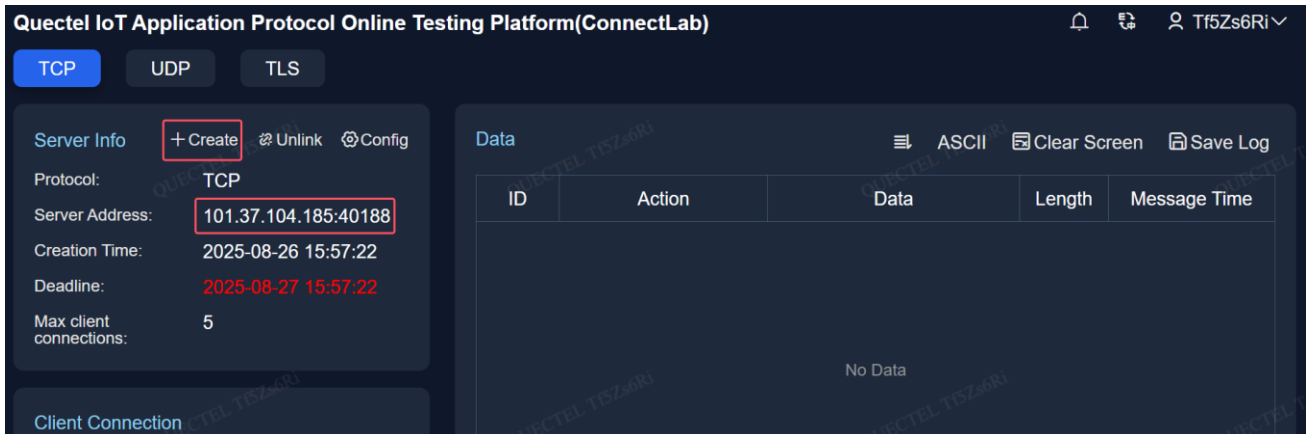 Quectel IoT Application Protocol Online Testing Platform(ConnectLab)
Tf5Zs6Ri
TCP UDP TLS
Server Info Create Unlink Config
Protocol: TCP
Server Address: 101.37.104.185:40188
Creation Time: 2025-08-26 15:57:22
Deadline: 2025-08-27 15:57:22
Max client
connections: 5
Client Connection
Data ASCII Clear Screen Save Log
ID Action Data Length Message Time
No Data
QUECTEL Tf5Zs6Ri